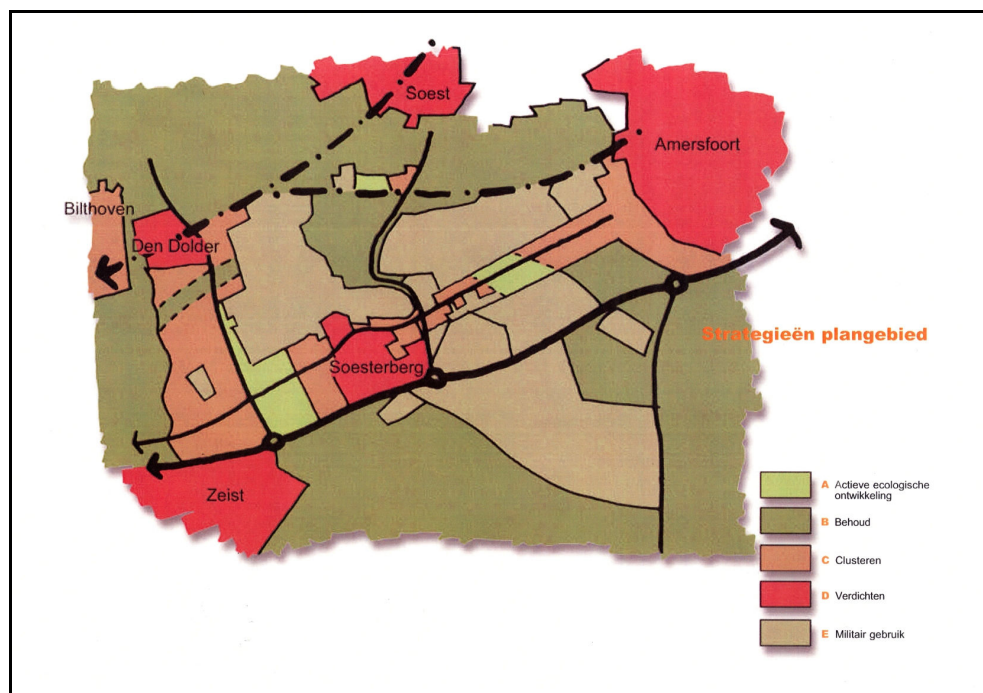 Soest
Amersfoort
Bilthoven
Den Dolder
Strategieën plangebied
Soesterberg
Zeist
A Actieve ecologische
ontwikkeling
B Behoud
C Clusteren
D Verdichten
E Militair gebruik